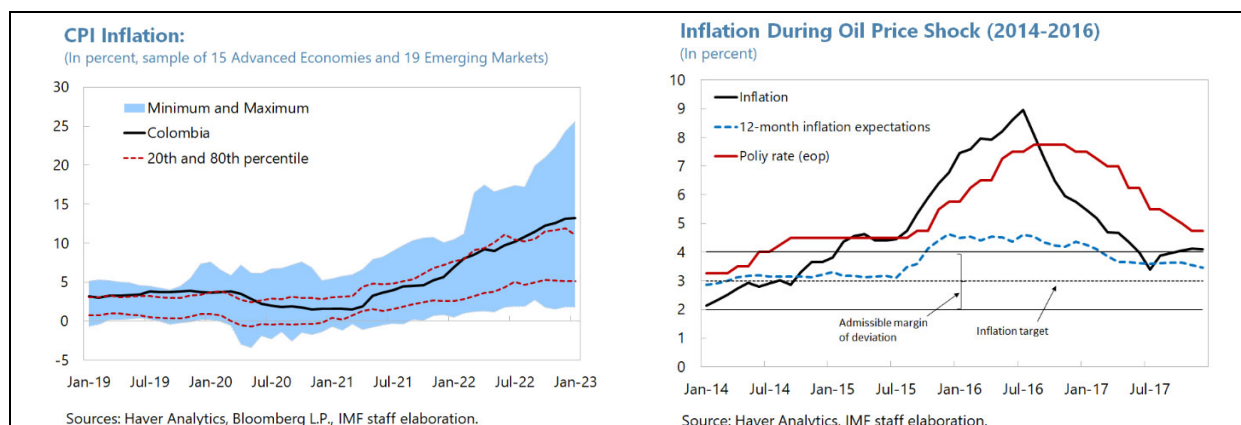 CPI Inflation:
(In percent, sample of 15 Advanced Economies and 19 Emerging Markets)
30
25
20
15
10
5
0
-5
Minimum and Maximum
Colombia
20th and 80th percentile
Jan-19 Jul-19 Jan-20 Jul-20 Jan-21 Jul-21 Jan-22 Jul-22 Jan-23
Sources: Haver Analytics, Bloomberg L.P., IMF staff elaboration.
Inflation During Oil Price Shock (2014-2016)
(In percent)
10
9
8
7
6
5
4
3
2
1
0
Inflation
12-month inflation expectations
Poliy rate (eop)
Admissible margin
of deviation
Inflation target
Jan-14 Jul-14 Jan-15 Jul-15 Jan-16 Jul-16 Jan-17 Jul-17
Source: Haver Analytics, IMF staff elaboration.